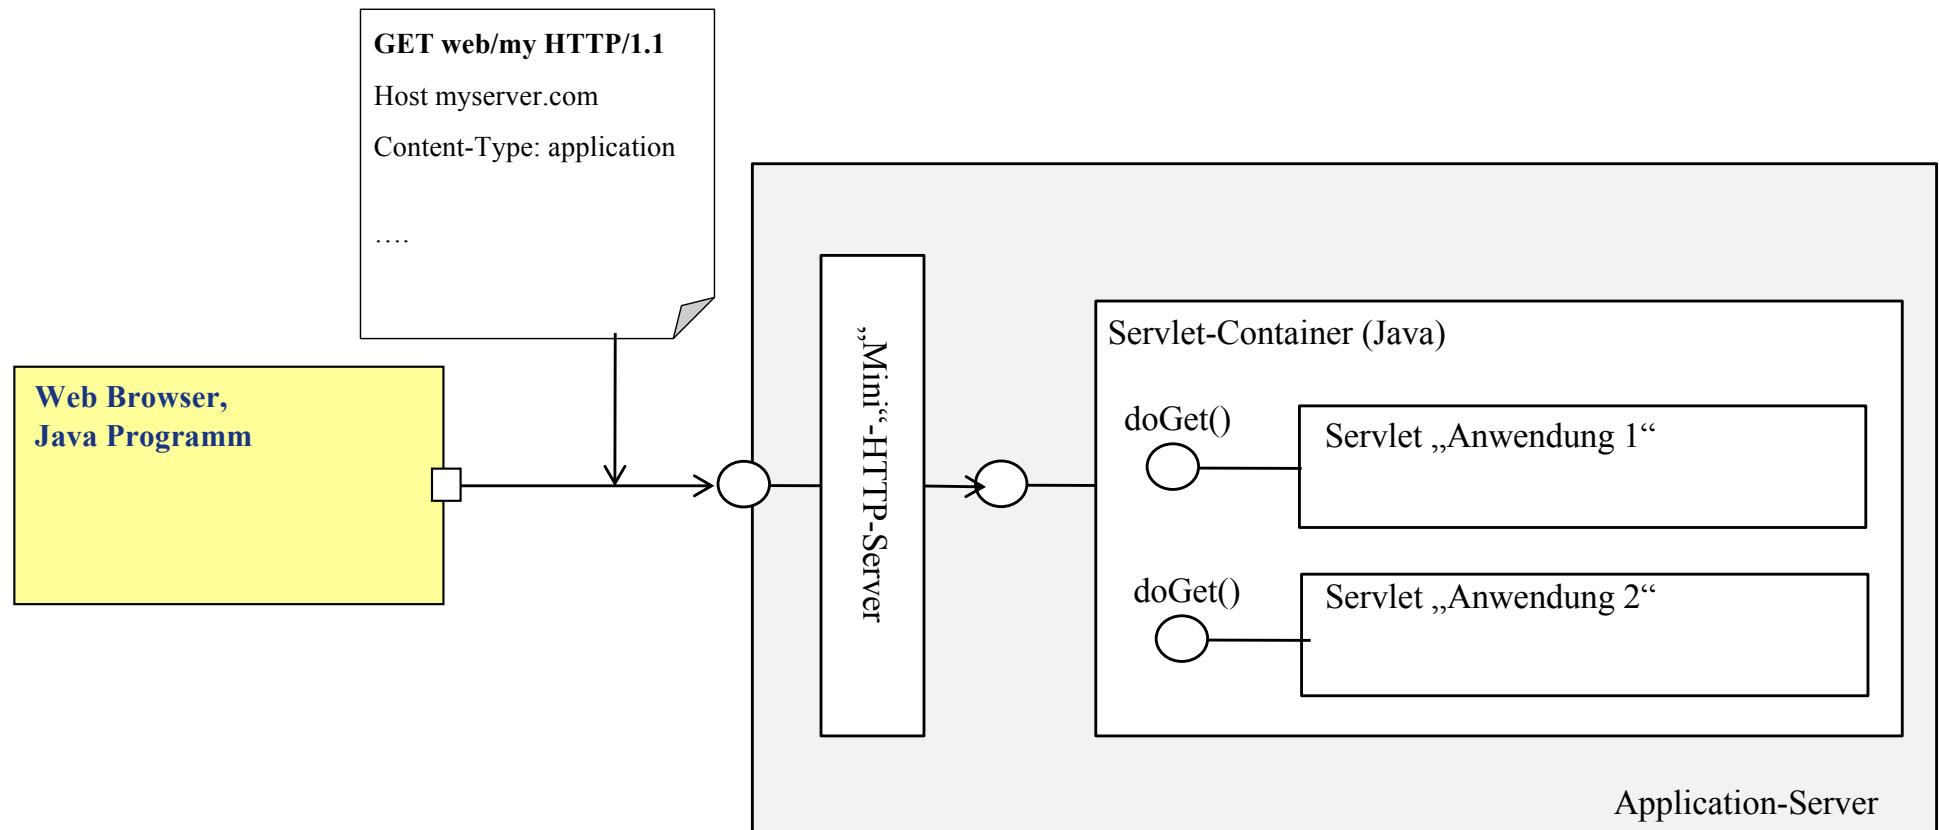 GET web/my HTTP/1.1
Host myserver.com
Content-Type: application
….
Web Browser,
Java Programm
„Mini“-HTTP-Server
Servlet-Container (Java)
doGet()
Servlet „Anwendung 1“
doGet()
Servlet „Anwendung 2“
Application-Server